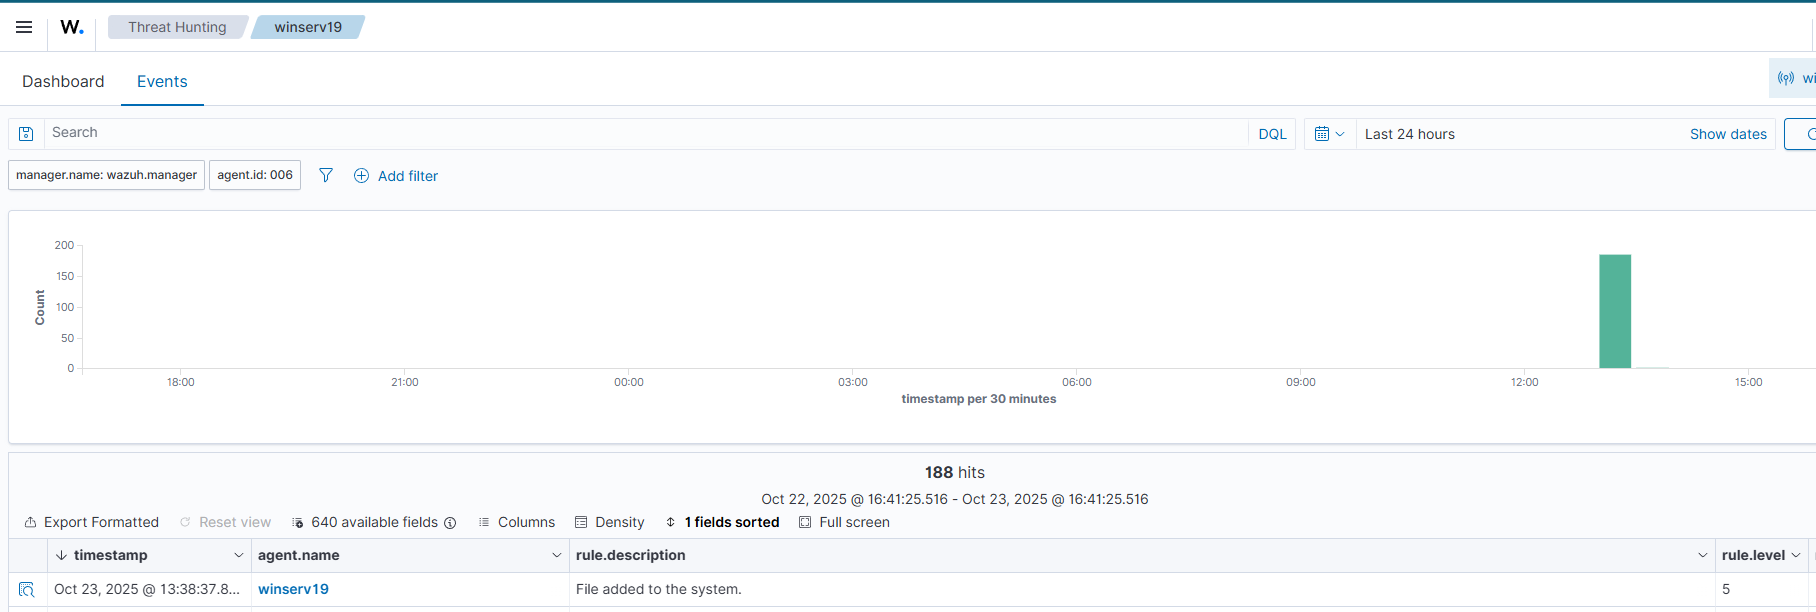 W. Threat Hunting winserv19
Dashboard Events
Search DQL Last 24 hours Show dates
manager.name: wazuh.manager agent.id: 006 Add filter
200
150
100
50
0
Count
18:00 21:00 00:00 03:00 06:00 09:00 12:00 15:00
timestamp per 30 minutes
188 hits
Oct 22, 2025 @ 16:41:25.516 - Oct 23, 2025 @ 16:41:25.516
Export Formatted Reset view 640 available fields Columns Density 1 fields sorted Full screen
timestamp agent.name rule.description rule.level
Oct 23, 2025 @ 13:38:37.8... winserv19 File added to the system. 5